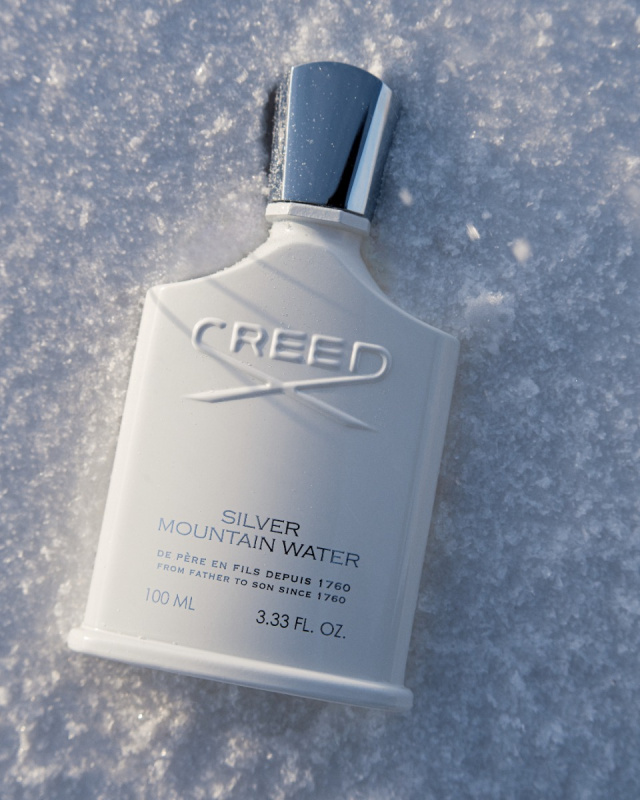 CREED
SILVER
MOUNTAIN WATER
DE PÈRE EN FILS DEPUIS 1760
FROM FATHER TO SON SINCE 1760
100 ML
3.33 FL. OZ.